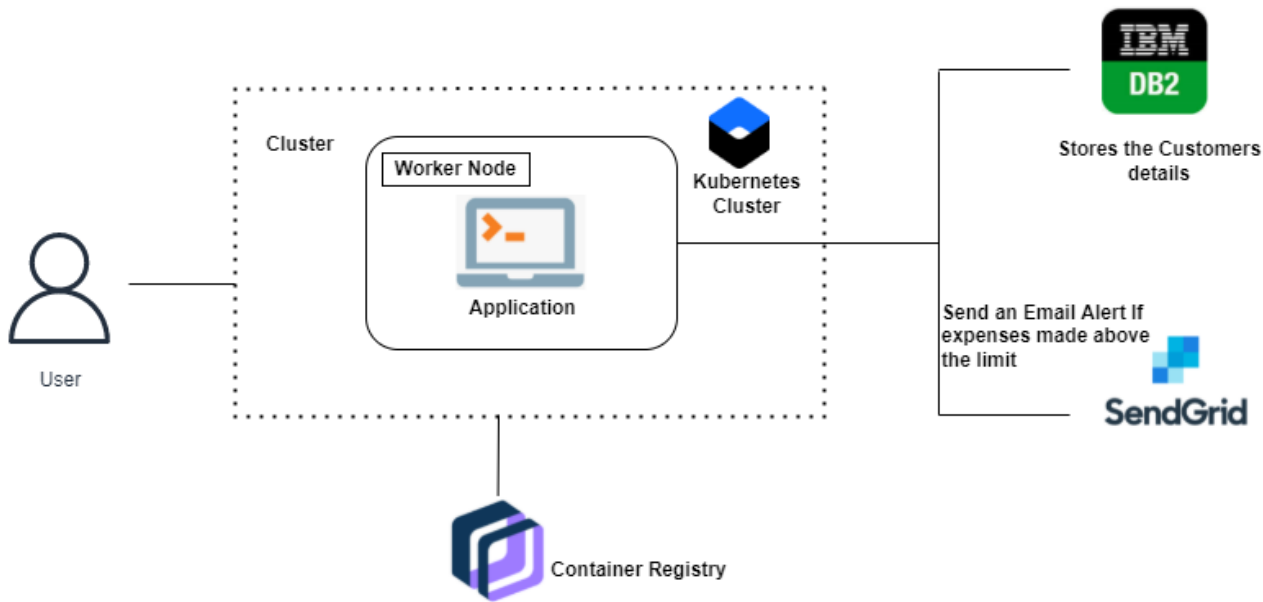 IBM
DB2
Cluster
Worker Node
Stores the Customers
details
Kubernetes
Cluster
Application
Send an Email Alert If
expenses made above
the limit
User
SendGrid
Container Registry